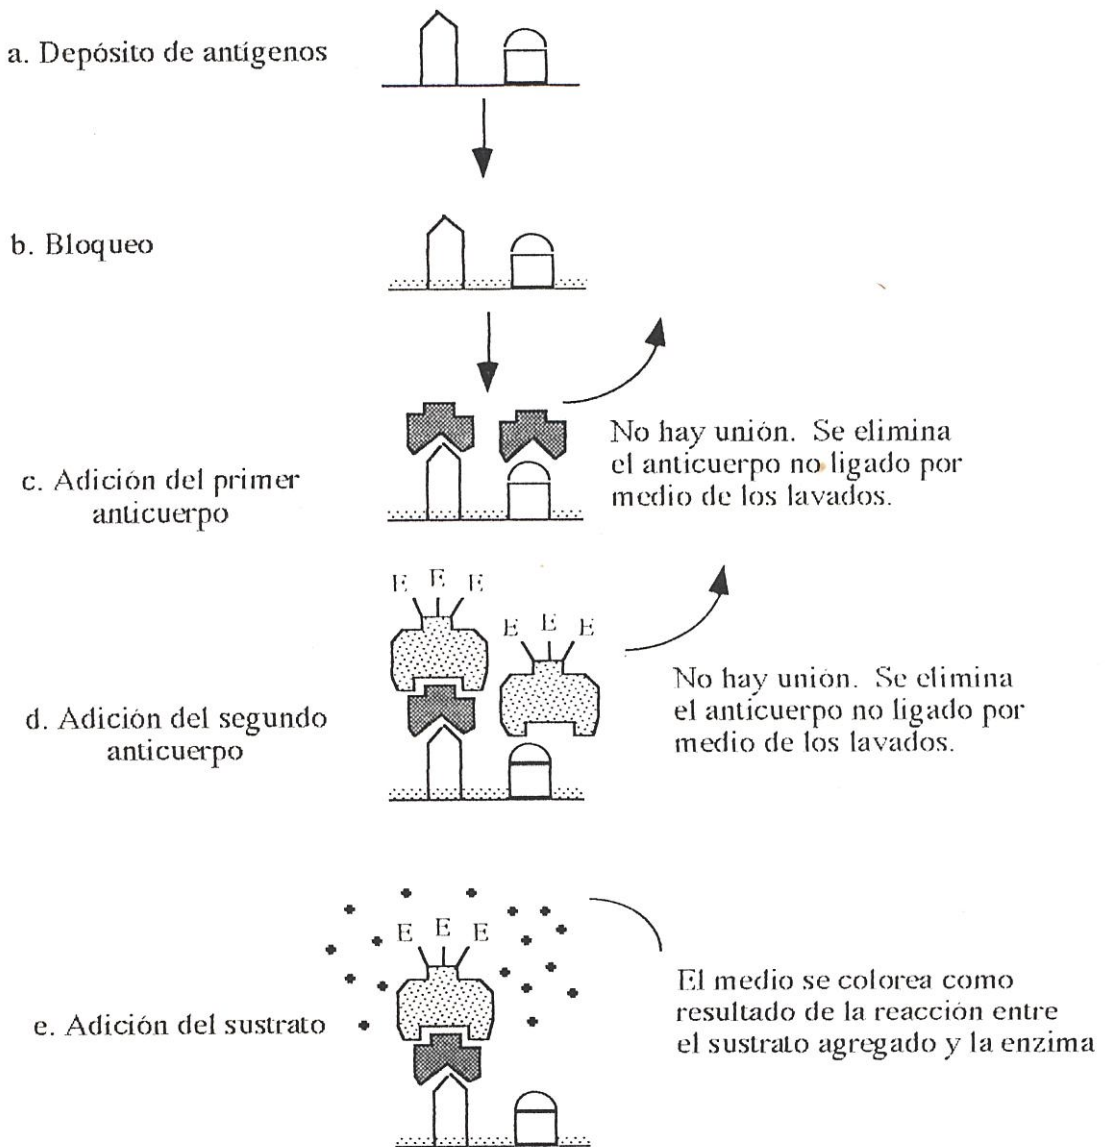 a. Depósito de antígenos
b. Bloqueo
c. Adición del primer
anticuerpo
No hay unión. Se elimina
el anticuerpo no ligado por
medio de los lavados.
E E E
E E E
d. Adición del segundo
anticuerpo
No hay unión. Se elimina
el anticuerpo no ligado por
medio de los lavados.
E E E
e. Adición del sustrato
El medio se colorea como
resultado de la reacción entre
el sustrato agregado y la enzima